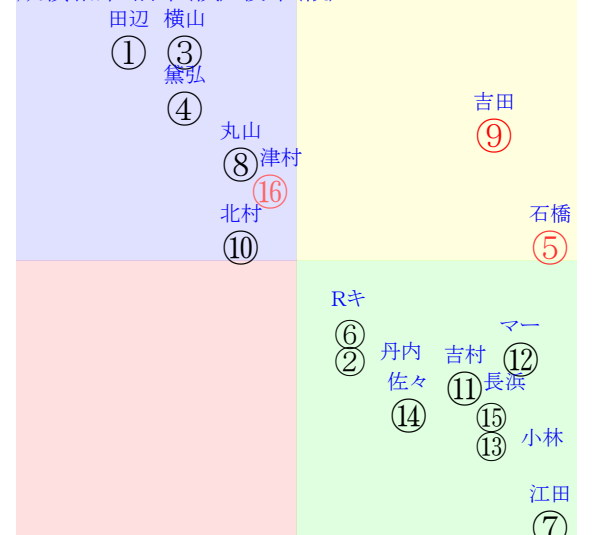 田辺 横山
① ③
黛弘
④
吉田
⑨
丸山
⑧ 津村
⑯
北村
⑩
石橋
⑤
Rキ
⑥
②
マー
⑫
丹内
吉村
⑪
佐々
⑭
長浜
⑮
⑬
小林
江田
⑦